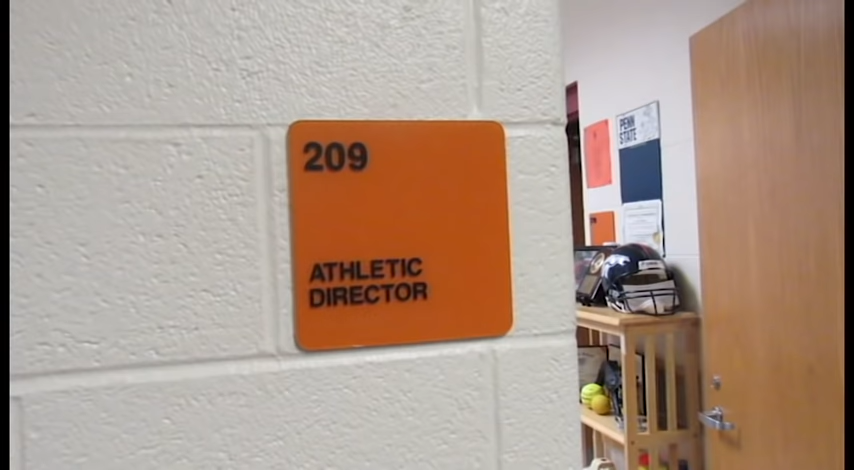 209
ATHLETIC
DIRECTOR
PENN
STATE